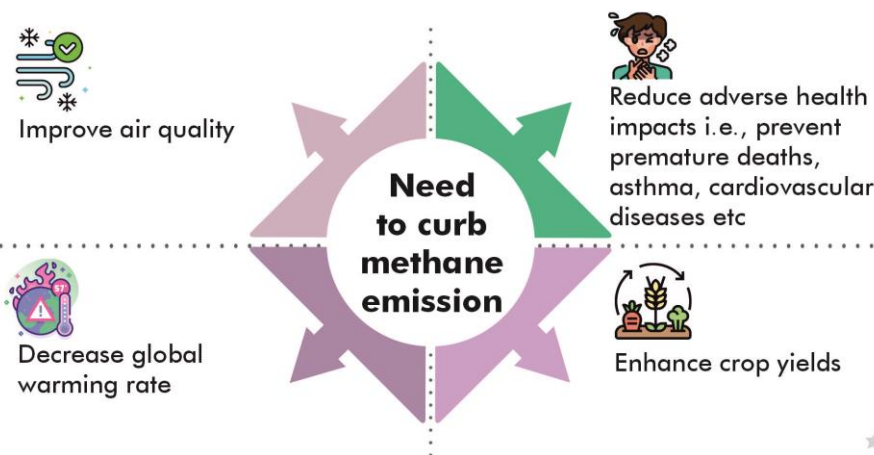 Improve air quality
Reduce adverse health
impacts i.e., prevent
premature deaths,
asthma, cardiovascular
diseases etc
Need
to curb
methane
emission
Decrease global
warming rate
57°
Enhance crop yields